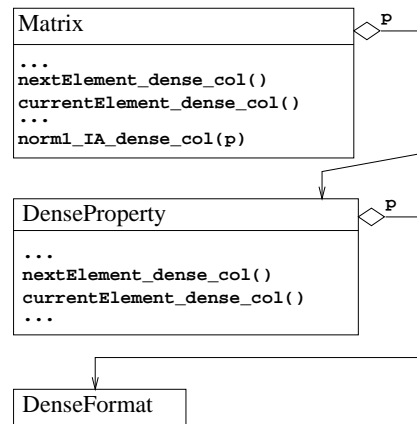 Matrix
p
...
nextElement_dense_col()
currentElement_dense_col()
...
norm1_IA_dense_col(p)
DenseProperty
p
...
nextElement_dense_col()
currentElement_dense_col()
...
DenseFormat